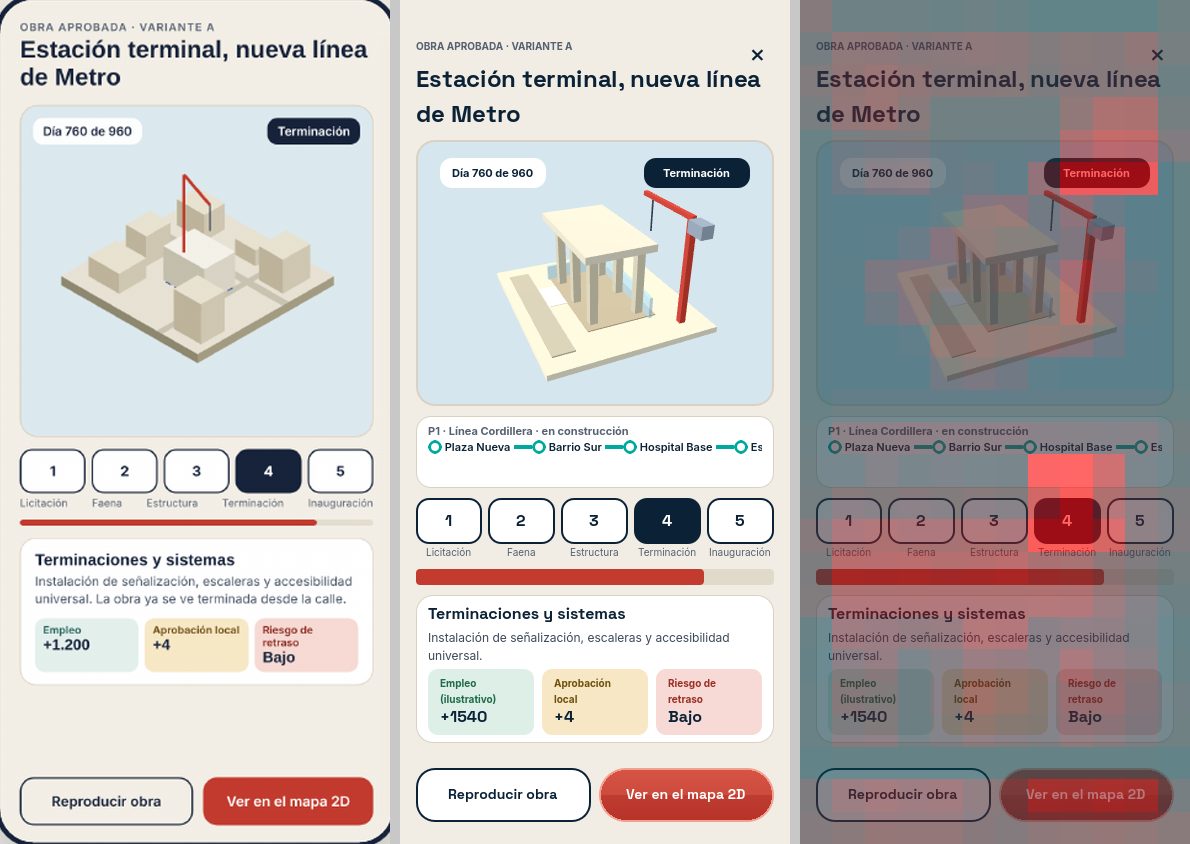 OBRA APROBADA · VARIANTE A
Estación terminal, nueva línea
de Metro
Día 760 de 960
Terminación
1
2
3
4
5
Licitación
Faena
Estructura
Terminación
Inauguración
Terminaciones y sistemas
Instalación de señalización, escaleras y accesibilidad
universal. La obra ya se ve terminada desde la calle.
Empleo
+1.200
Aprobación local
+4
Riesgo de
retraso
Bajo
Reproducir obra
Ver en el mapa 2D
OBRA APROBADA · VARIANTE A
×
Estación terminal, nueva línea
de Metro
Día 760 de 960
Terminación
P1 · Línea Cordillera · en construcción
Plaza Nueva
Barrio Sur
Hospital Base
Es
1
2
3
4
5
Licitación
Faena
Estructura
Terminación
Inauguración
Terminaciones y sistemas
Instalación de señalización, escaleras y accesibilidad
universal.
Empleo
(ilustrativo)
+1540
Aprobación
local
+4
Riesgo de
retraso
Bajo
Reproducir obra
Ver en el mapa 2D
OBRA APROBADA · VARIANTE A
×
Estación terminal, nueva línea
de Metro
Día 760 de 960
Terminación
P1 · Línea Cordillera · en construcción
Plaza Nueva
Barrio Sur
Hospital Base
Es
1
2
3
4
5
Licitación
Faena
Estructura
Terminación
Inauguración
Terminaciones y sistemas
Instalación de señalización, escaleras y accesibilidad
universal.
Empleo
(ilustrativo)
+1540
Aprobación
local
+4
Riesgo de
retraso
Bajo
Reproducir obra
Ver en el mapa 2D